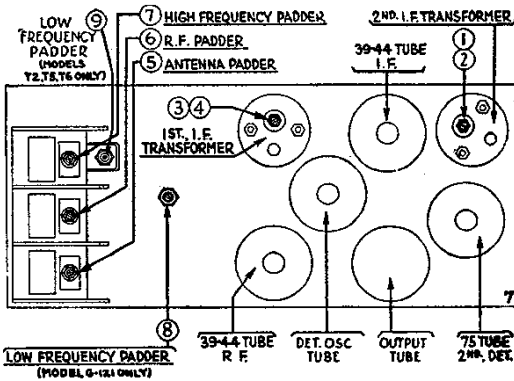 LOW
FREQUENCY
PADDER
(MODELS
T2,T5,T6 ONLY)
9
7 HIGH FREQUENCY PADDER
6 R.F. PADDER
5 ANTENNA PADDER
2ND. I.F. TRANSFORMER
39-44 TUBE
I.F.
1
2
3 4
1ST., I.F.
TRANSFORMER
7
8
LOW FREQUENCY PADDER
(MODEL G-121 ONLY)
39-44 TUBE
R F.
DET. OSC
TUBE
OUTPUT
TUBE
75 TUBE
2ND. DET.